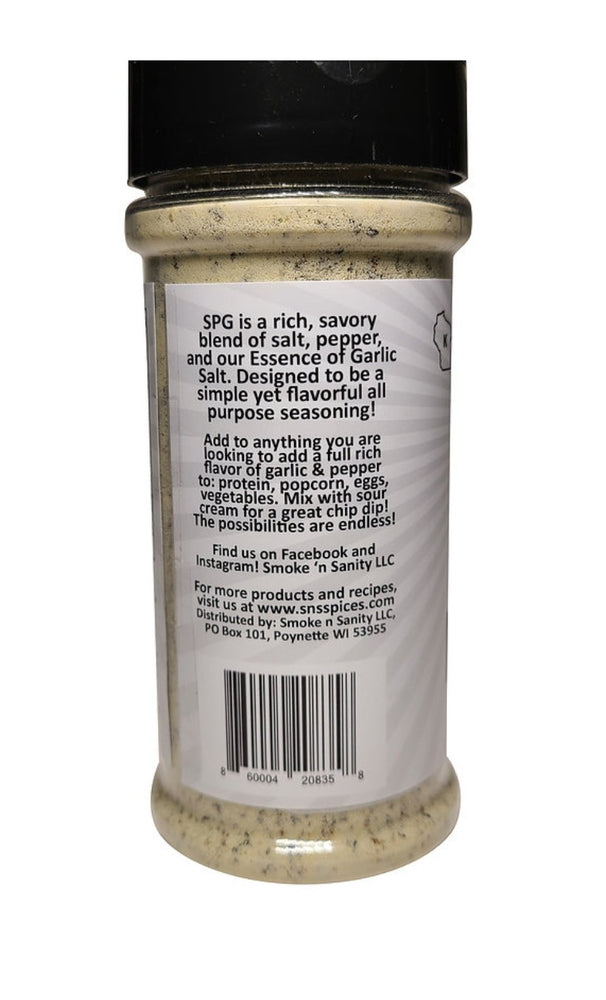 SPG is a rich, savory
blend of salt, pepper,
and our Essence of Garlic
Salt. Designed to be a
simple yet flavorful all
purpose seasoning!
Add to anything you are
looking to add a full rich
flavor of garlic & pepper
to: protein, popcorn, eggs,
vegetables. Mix with sour
cream for a great chip dip!
The possibilities are endless!
Find us on Facebook and
Instagram! Smoke ‘n Sanity LLC
For more products and recipes,
visit us at www.snsspices.com
Distributed by: Smoke n Sanity LLC,
PO Box 101, Poynette WI 53955
8 60004 20835 8
K